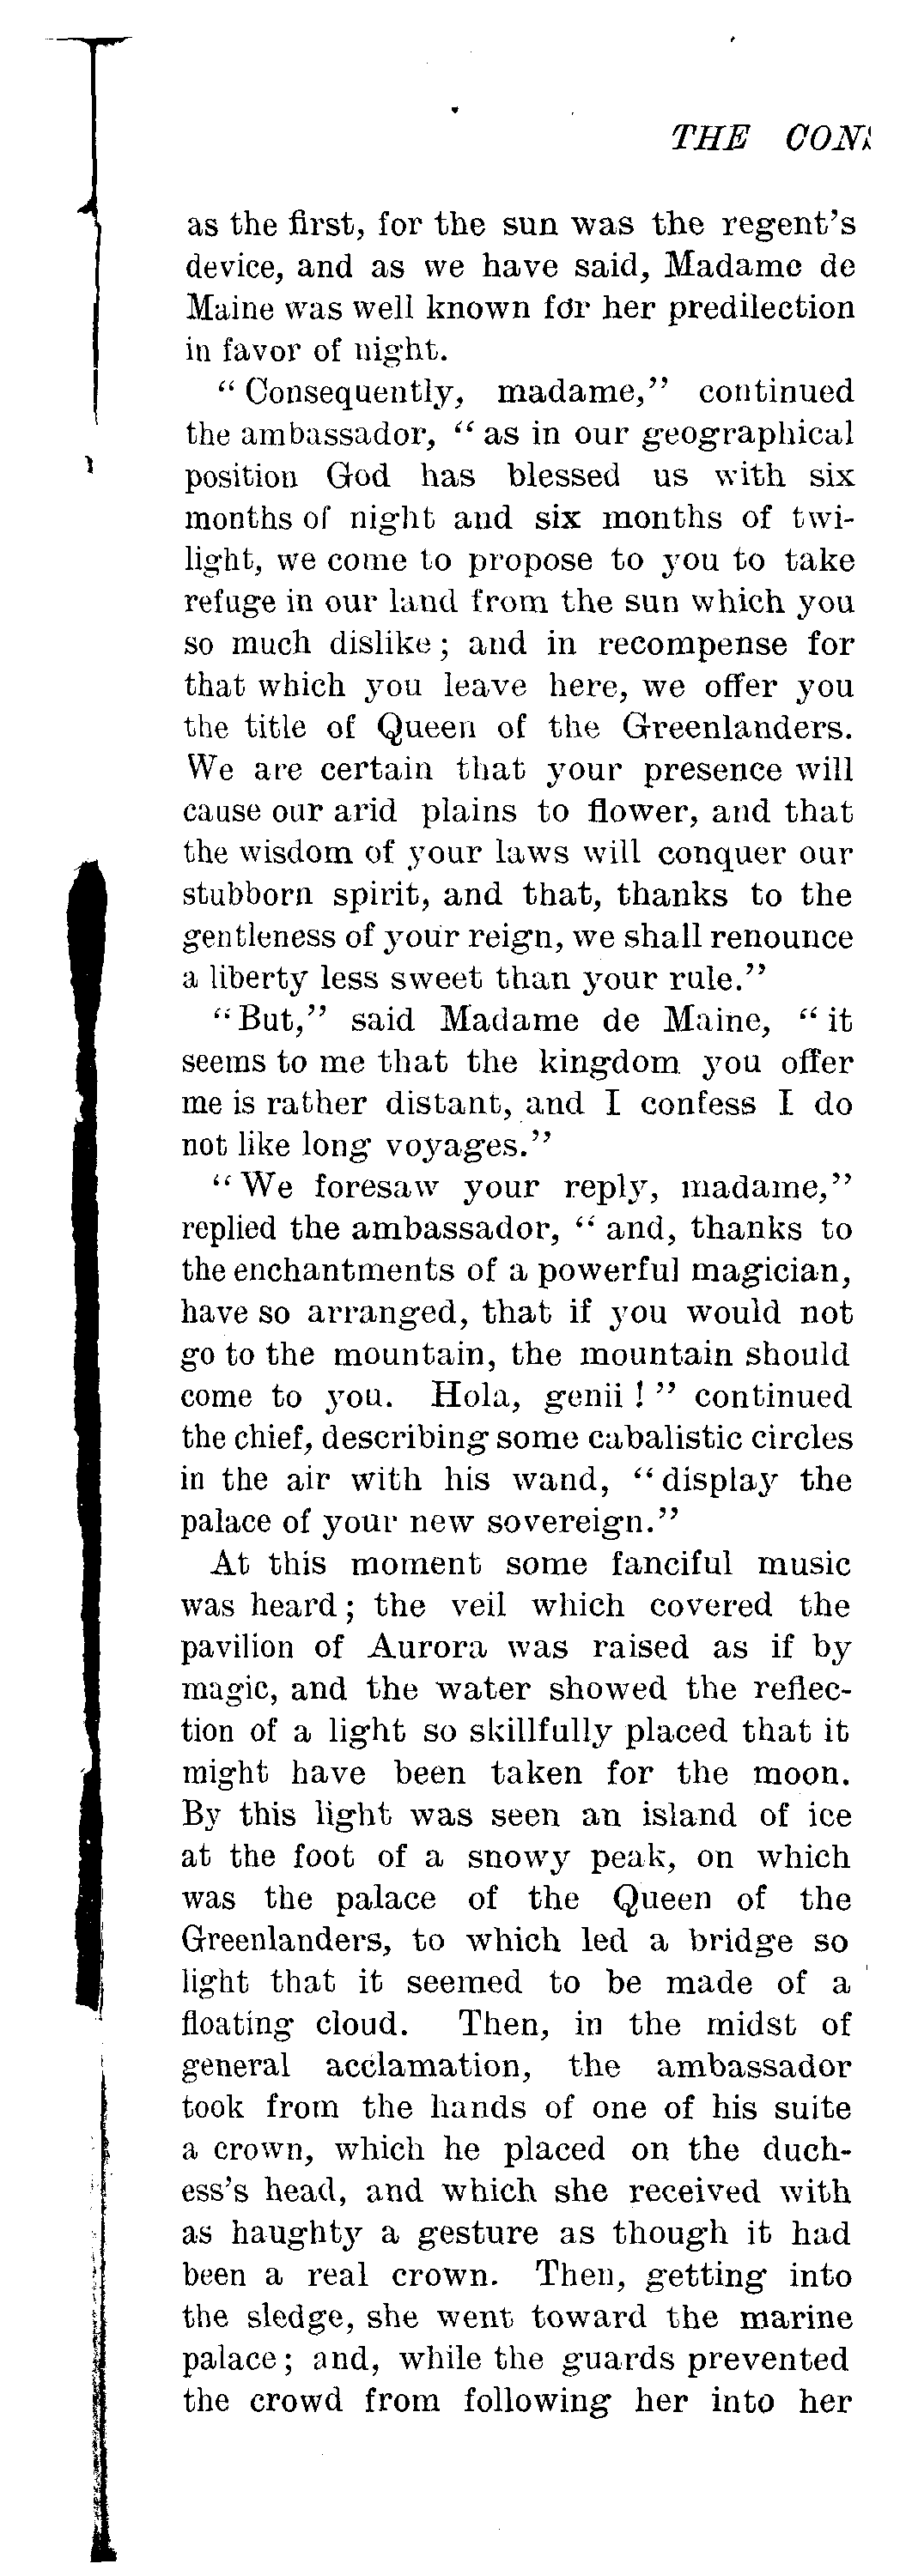 THE CONS
as the first, for the sun was the regent's
device, and as we have said, Madame de
Maine was well known for her predilection
in favor of night.
" Consequently, madame," continued
the ambassador, " as in our geographical
position God has blessed us with six
months of night and six months of twi-
light, we come to propose to you to take
refuge in our land from the sun which you
so much dislike; and in recompense for
that which you leave here, we offer you
the title of Queen of the Greenlanders.
We are certain that your presence will
cause our arid plains to flower, and that
the wisdom of your laws will conquer our
stubborn spirit, and that, thanks to the
gentleness of your reign, we shall renounce
a liberty less sweet than your rule."
"But," said Madame de Maine, " it
seems to me that the kingdom you offer
me is rather distant, and I confess I do
not like long voyages."
" We foresaw your reply, madame,"
replied the ambassador, " and, thanks to
the enchantments of a powerful magician,
have so arranged, that if you would not
go to the mountain, the mountain should
come to you. Hola, genii ! " continued
the chief, describing some cabalistic circles
in the air with his wand, " display the
palace of your new sovereign."
At this moment some fanciful music
was heard; the veil which covered the
pavilion of Aurora was raised as if by
magic, and the water showed the reflec-
tion of a light so skillfully placed that it
might have been taken for the moon.
By this light was seen an island of ice
at the foot of a snowy peak, on which
was the palace of the Queen of the
Greenlanders, to which led a bridge so
light that it seemed to be made of a
floating cloud. Then, in the midst of
general acclamation, the ambassador
took from the hands of one of his suite
a crown, which he placed on the duch-
ess's head, and which she received with
as haughty a gesture as though it had
been a real crown. Then, getting into
the sledge, she went toward the marine
palace; and, while the guards prevented
the crowd from following her into her